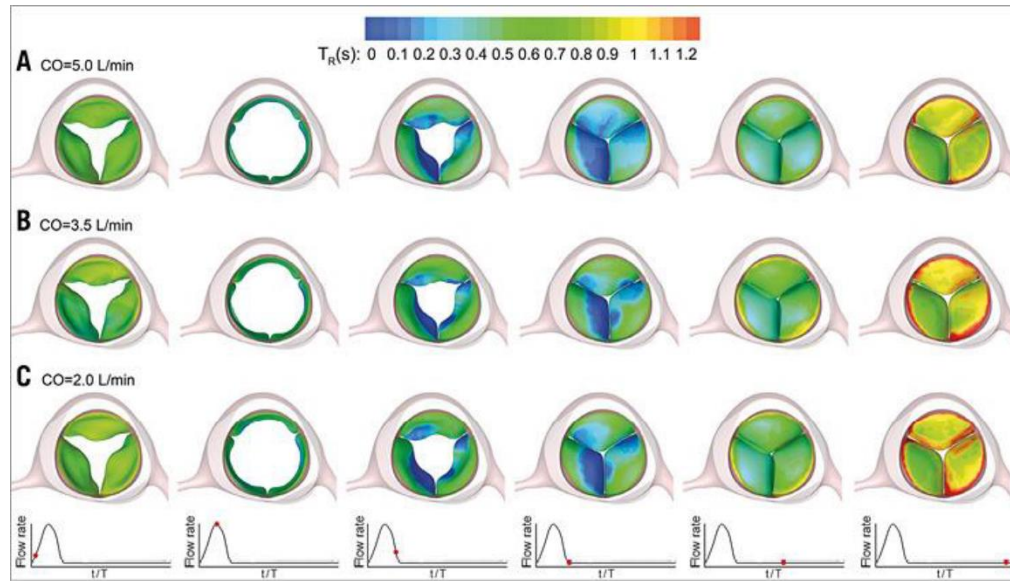 T_R(s): 0 0.1 0.2 0.3 0.4 0.5 0.6 0.7 0.8 0.9 1 1.1 1.2
A CO=5.0 L/min
B CO=3.5 L/min
C CO=2.0 L/min
Flow rate Flow rate Flow rate Flow rate Flow rate Flow rate
t/T t/T t/T t/T t/T t/T